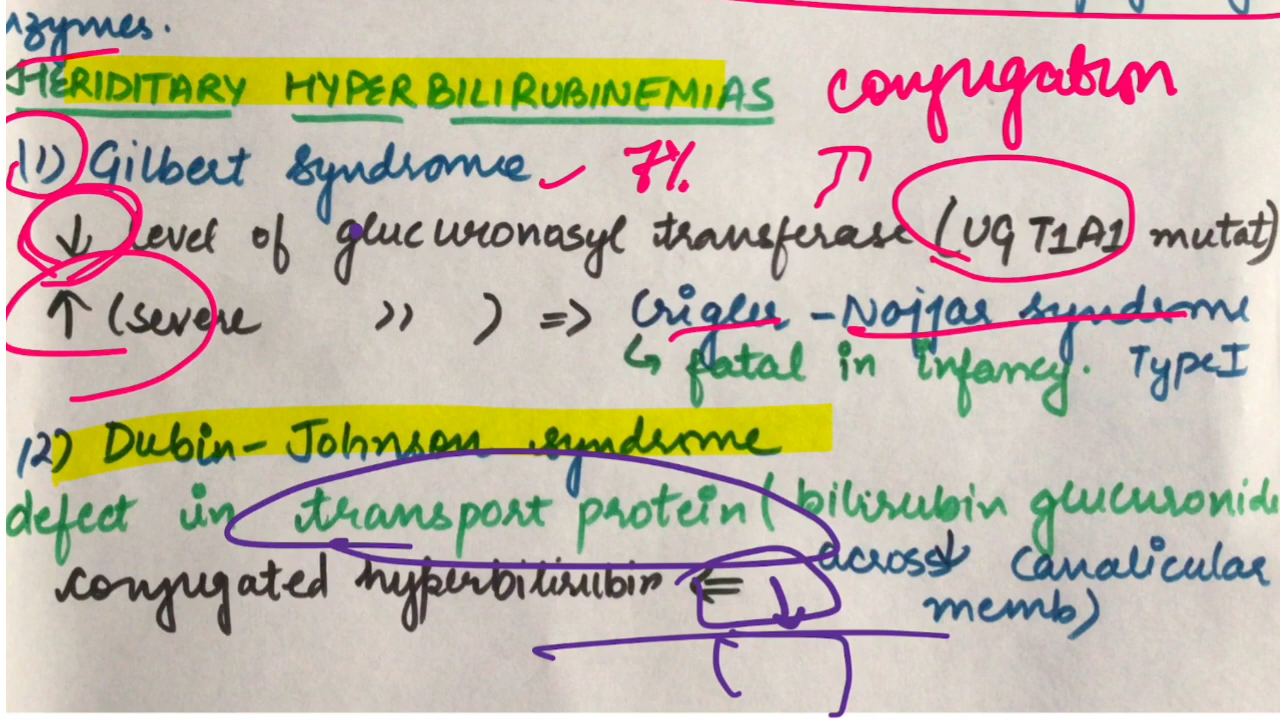 nzymes.
HERIDITARY HYPERBILIRUBINEMIAS
conjugation
(1) Gilbert syndrome ✓ 7%
↓ level of glucuronosyl transferase (UGT1A1 mutat)
↑ (severe ,, ) => Crigler - Najjar syndrome
↳ fatal in infancy. Type I
(2) Dubin - Johnson syndrome
defect in transport protein (bilirubin glucuronide
across canalicular
conjugated hyperbilirubin ⇐ ↓
memb)